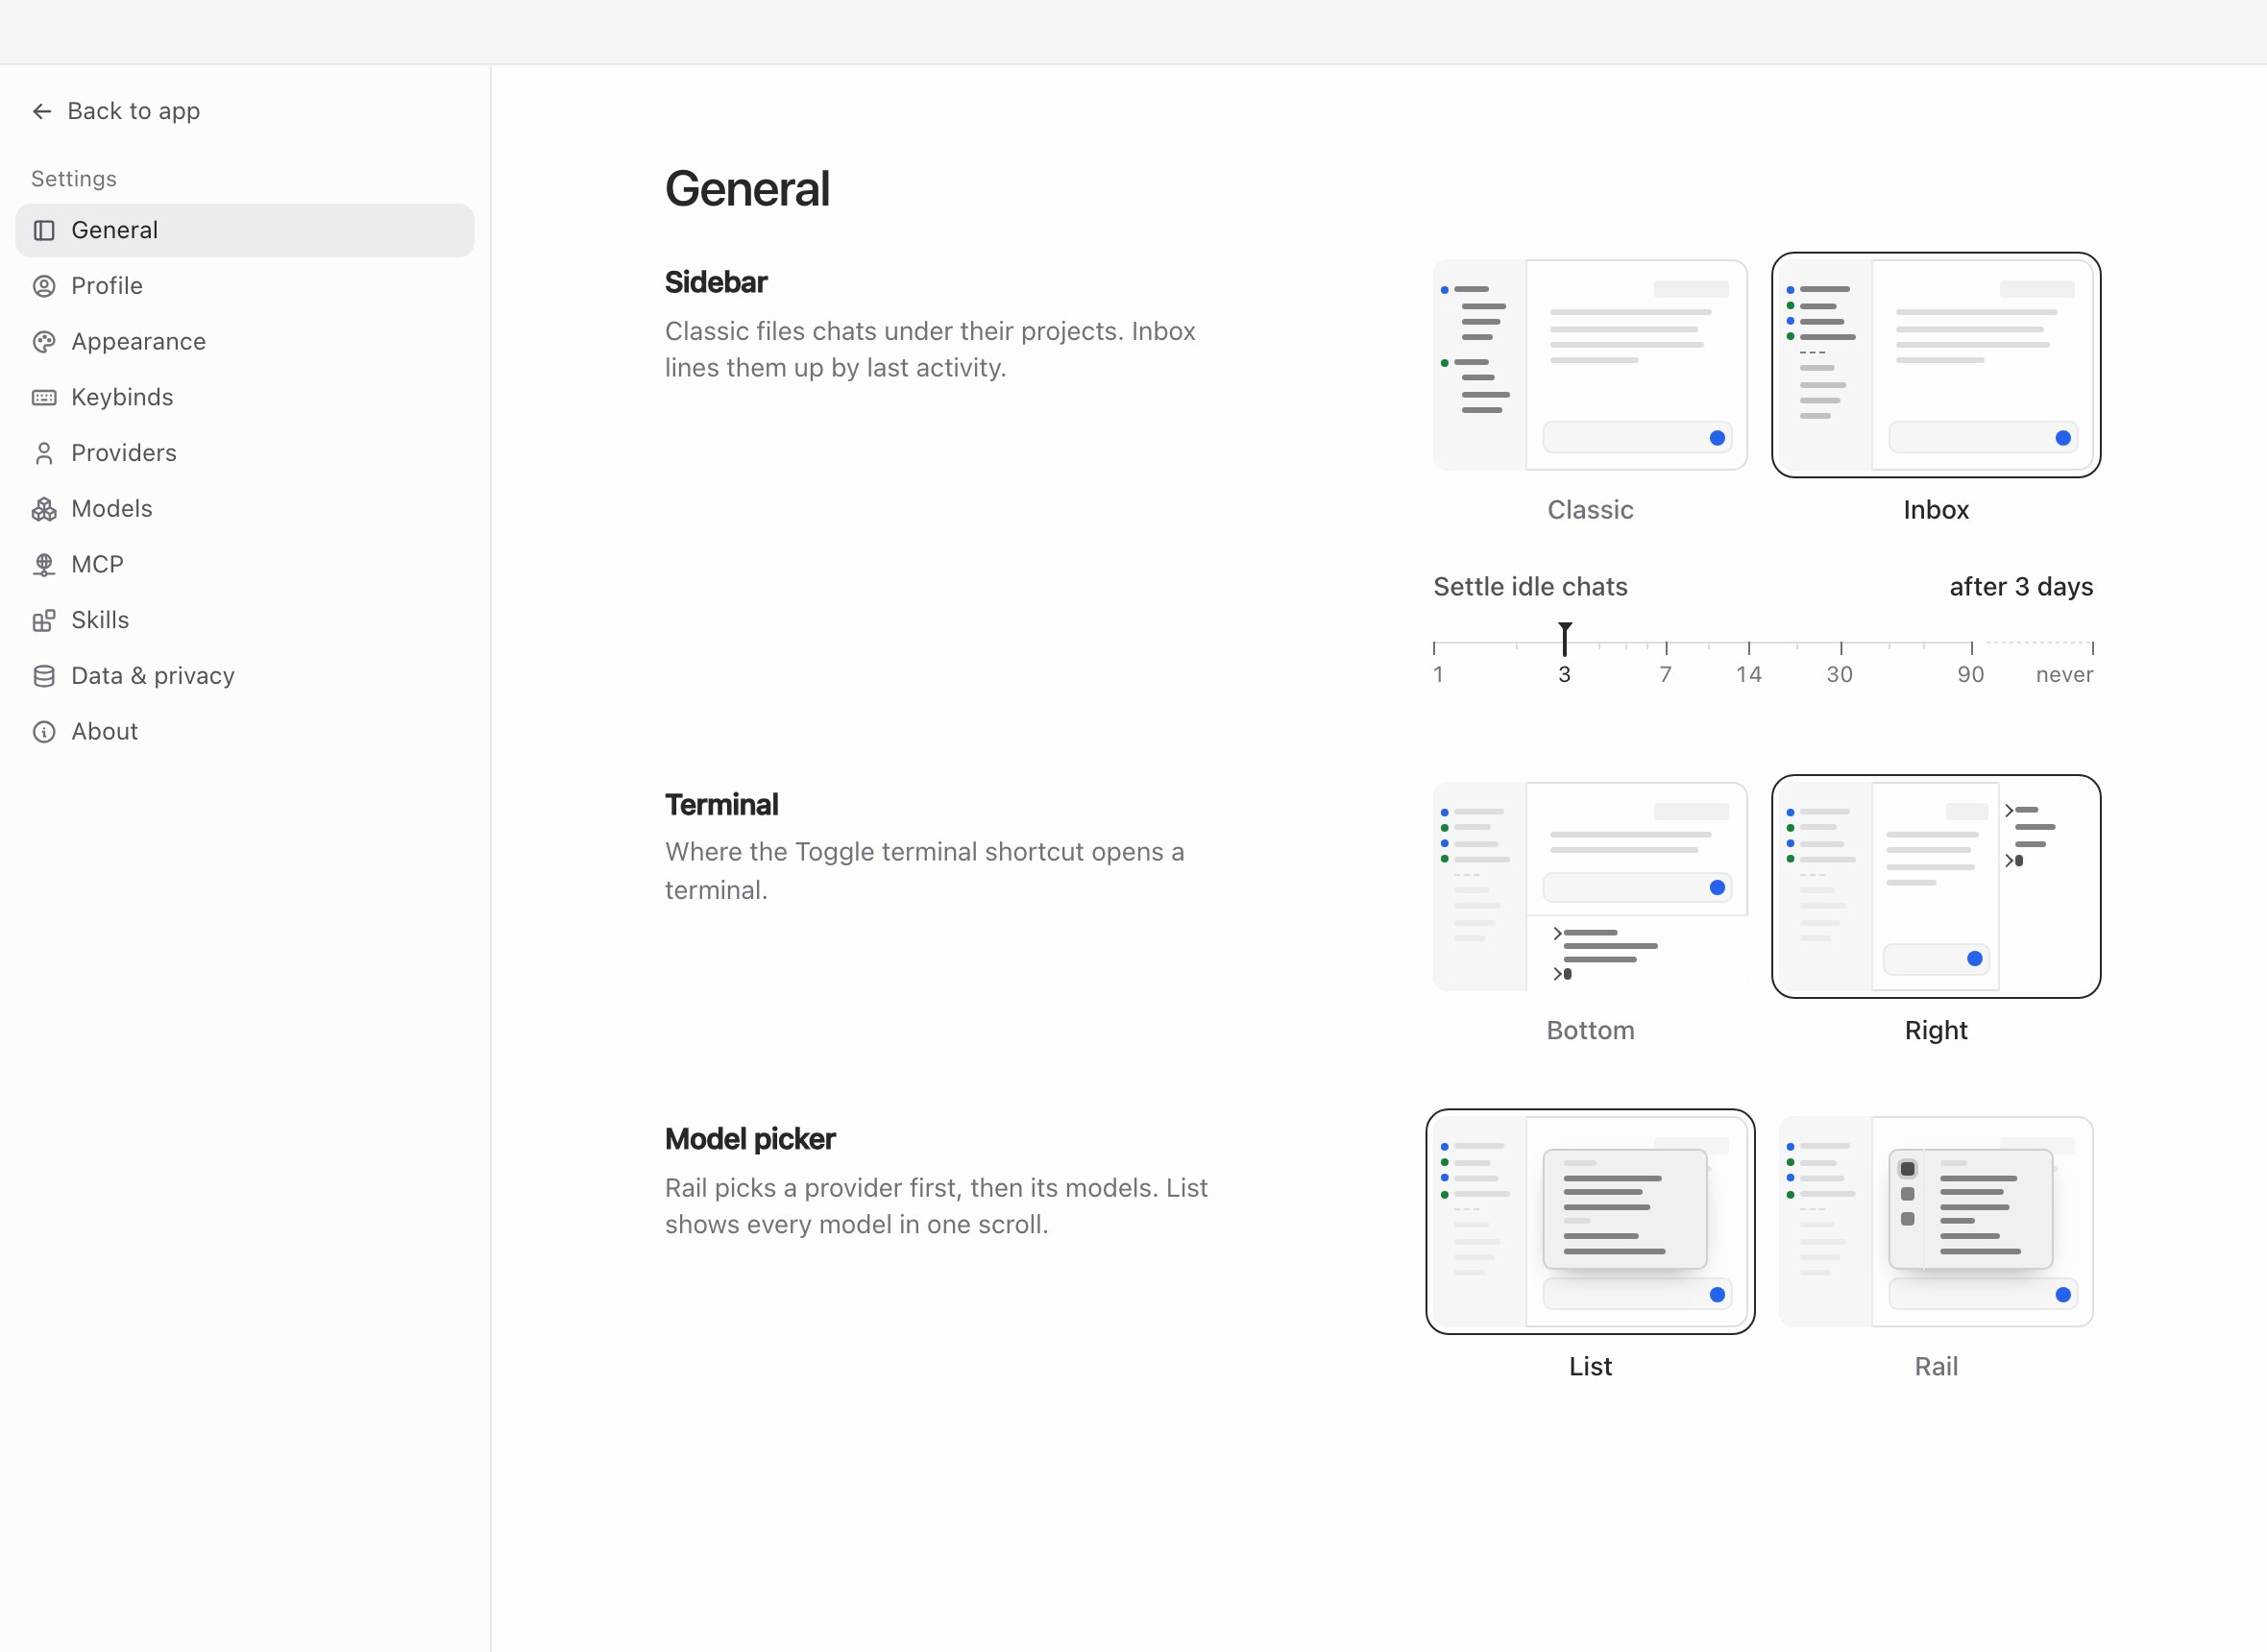 Back to app
Settings
General
Profile
Appearance
Keybinds
Providers
Models
MCP
Skills
Data & privacy
About
General
Sidebar
Classic files chats under their projects. Inbox
lines them up by last activity.
Classic
Inbox
Settle idle chats
after 3 days
1 3 7 14 30 90 never
Terminal
Where the Toggle terminal shortcut opens a
terminal.
Bottom
Right
Model picker
Rail picks a provider first, then its models. List
shows every model in one scroll.
List
Rail